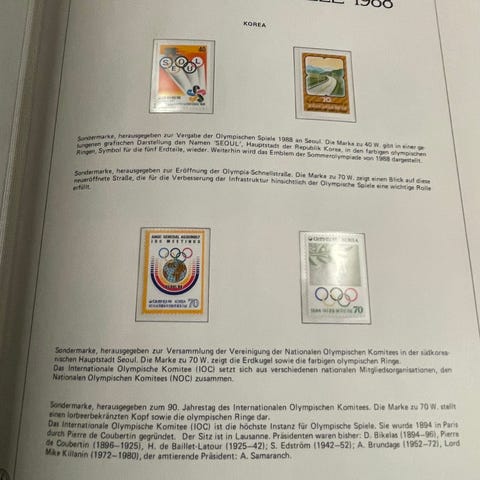 1988
KOREA
40
SEOUL
70
Sondermarke, herausgegeben zur Vergabe der Olympischen Spiele 1988 an Seoul. Die Marke zu 40 W. gibt in einer ge-
lungenen grafischen Darstellung den Namen 'SEOUL', Hauptstadt der Republik Korea, in den farbigen olympischen
Ringen, Symbol für die fünf Erdteile, wieder. Weiterhin wird das Emblem der Sommerolympiade von 1988 dargestellt.
Sondermarke, herausgegeben zur Eröffnung der Olympia-Schnellstraße. Die Marke zu 70 W. zeigt einen Blick auf diese
neueröffnete Straße, die für die Verbesserung der Infrastruktur hinsichtlich der Olympische Spiele eine wichtige Rolle
erfüllt.
ANOC GENERAL ASSEMBLY
IOC MEETINGS
70
KOREA
70
Sondermarke, herausgegeben zur Versammlung der Vereinigung der Nationalen Olympischen Komitees in der südkorea-
nischen Hauptstadt Seoul. Die Marke zu 70 W. zeigt die Erdkugel sowie die farbigen olympischen Ringe.
Das Internationale Olympische Komitee (IOC) setzt sich aus verschiedenen nationalen Mitgliedsorganisationen, den
Nationalen Olympischen Komitees (NOC) zusammen.
Sondermarke, herausgegeben zum 90. Jahrestag des Internationalen Olympischen Komitees. Die Marke zu 70 W. stellt
einen lorbeerbekränzten Kopf sowie die farbigen olympischen Ringe dar.
Das Internationale Olympische Komitee (IOC) ist die höchste Instanz für Olympische Spiele. Sie wurde 1894 in Paris
durch Pierre de Coubertin gegründet. Der Sitz ist in Lausanne. Präsidenten waren bisher: D. Bikelas (1894–96), Pierre
de Coubertin (1896–1925), H. de Baillet-Latour (1925–42); S. Edström (1942–52); A. Brundage (1952–72), Lord
Mike Killanin (1972–1980), der amtierende Präsident: A. Samaranch.